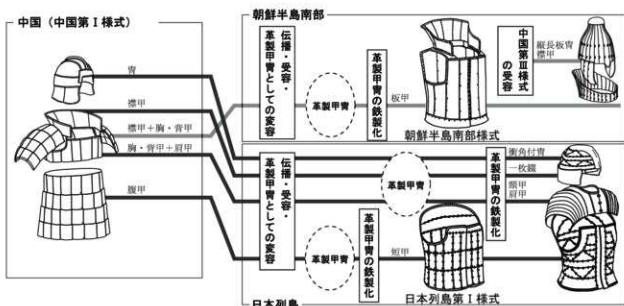 中国（中国第Ⅰ様式）
冑
襟甲
襟甲＋胸・背甲
胸・背甲＋肩甲
腹甲
朝鮮半島南部
伝播・受容・
革製甲冑としての変容
革製甲冑
革製甲冑の鉄製化
板甲
朝鮮半島南部様式
中国第Ⅲ様式
の受容
縦長板冑
襟甲
伝播・受容・
革製甲冑としての変容
革製甲冑
革製甲冑の鉄製化
衝角付冑
一枚錣
頸甲
肩甲
革製甲冑
革製甲冑の鉄製化
短甲
日本列島第Ⅰ様式
日本列島